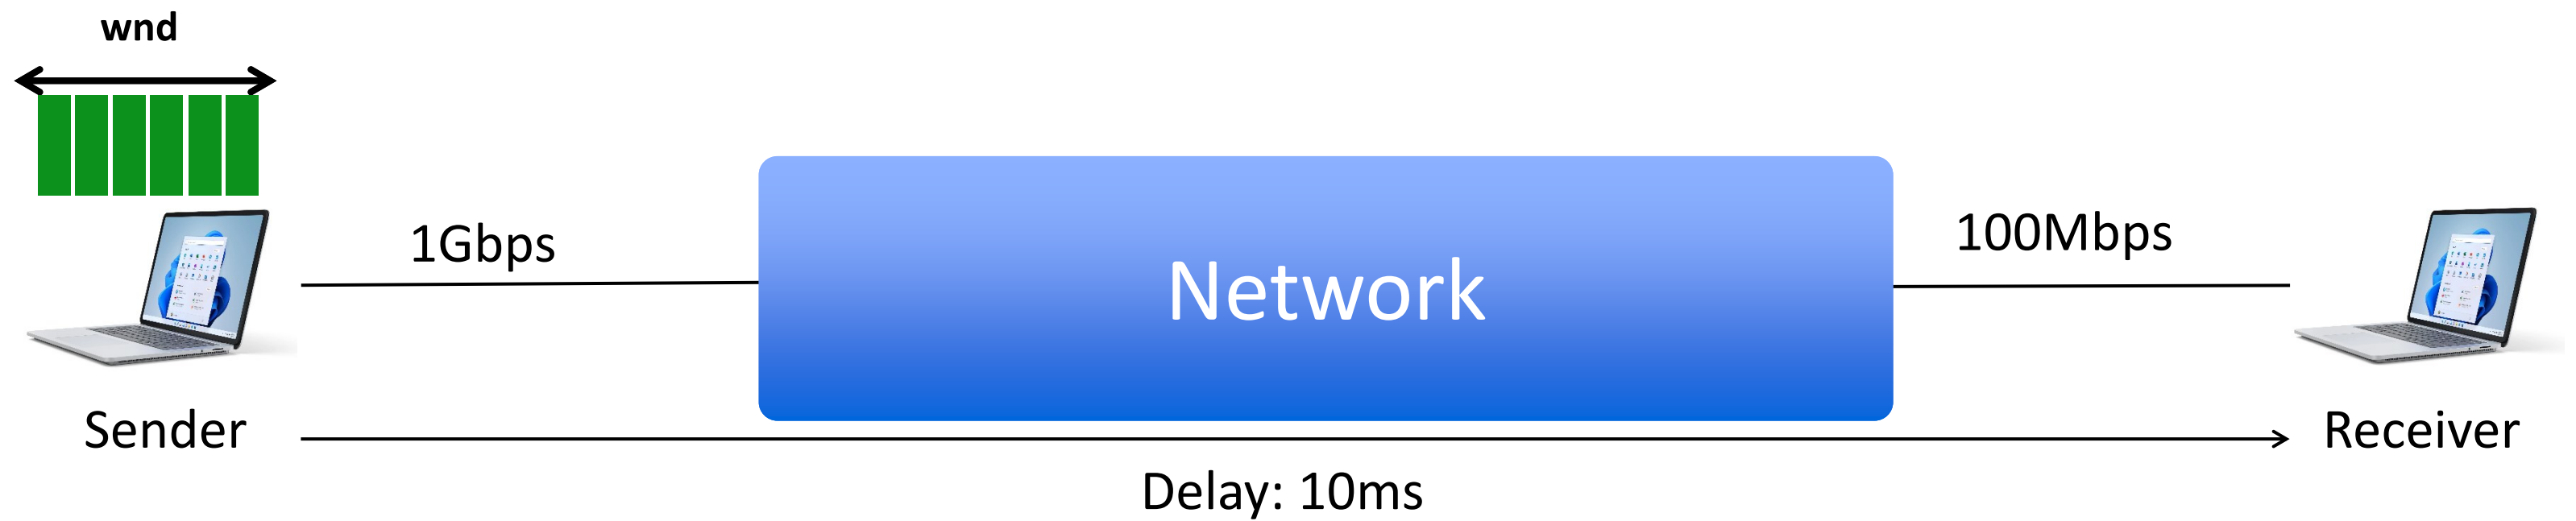 wnd
1Gbps
Network
100Mbps
Sender
Receiver
Delay: 10ms